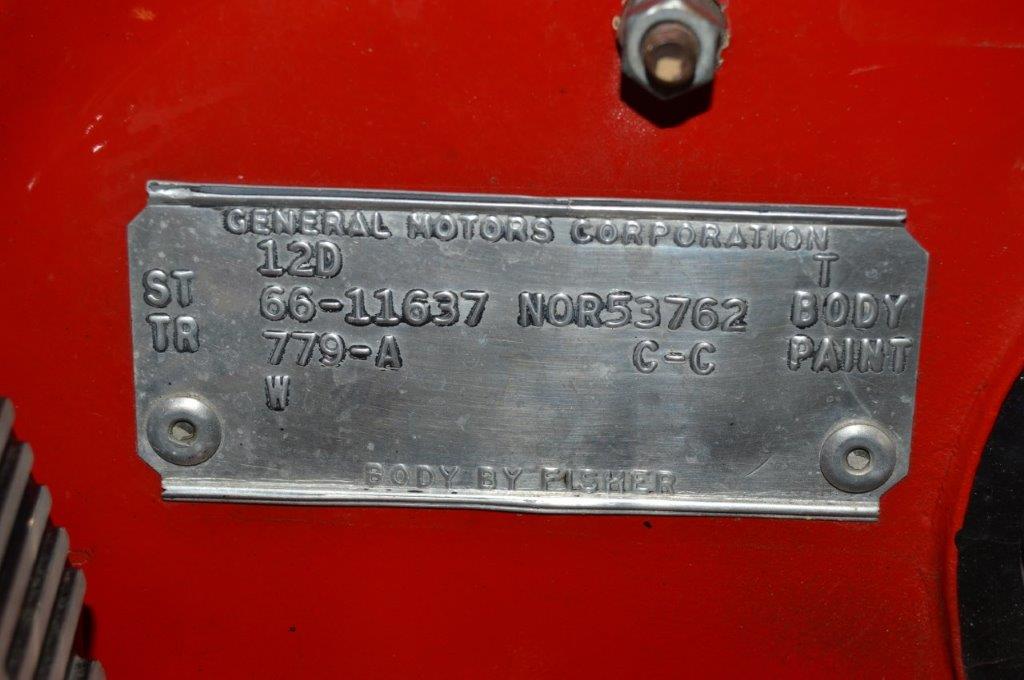 GENERAL MOTORS CORPORATION
12D T
ST 66-11637 NOR53762 BODY
TR 779-A C-C PAINT
W
BODY BY FISHER